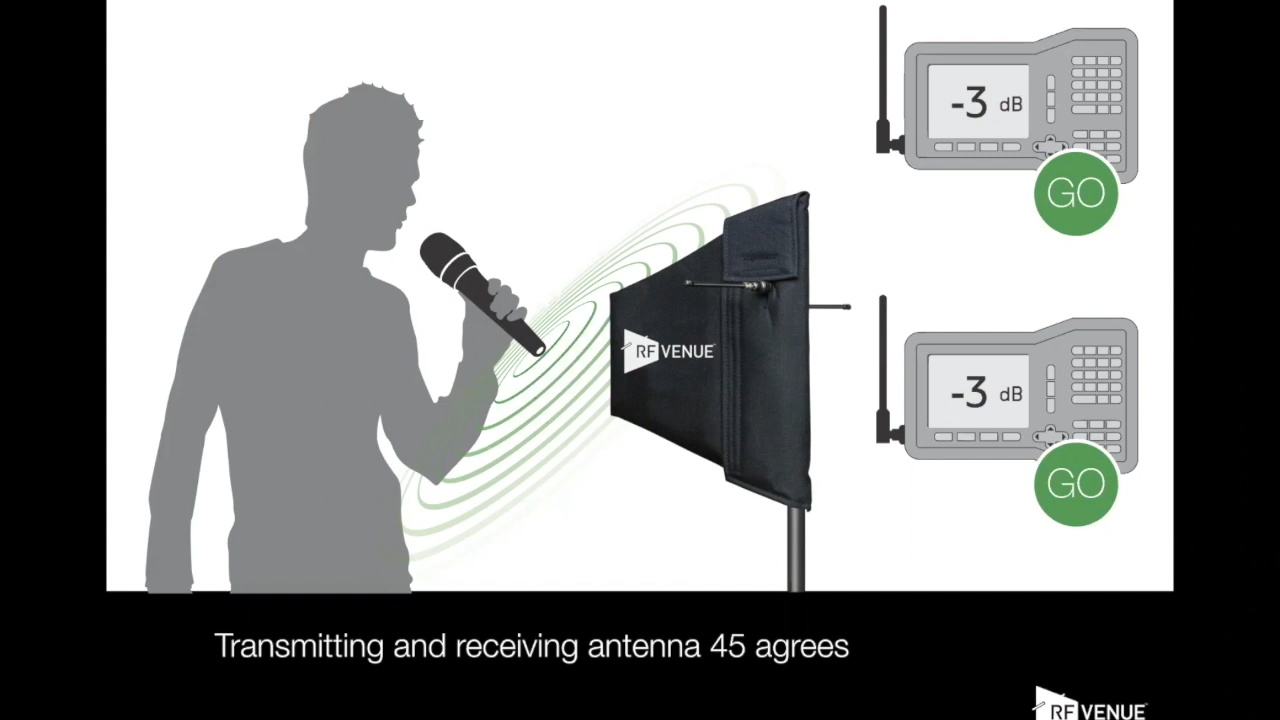 -3 dB
GO
RF VENUE
-3 dB
GO
Transmitting and receiving antenna 45 agrees
RF VENUE